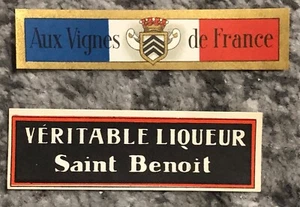 Aux Vignes de France
VÉRITABLE LIQUEUR
Saint Benoit